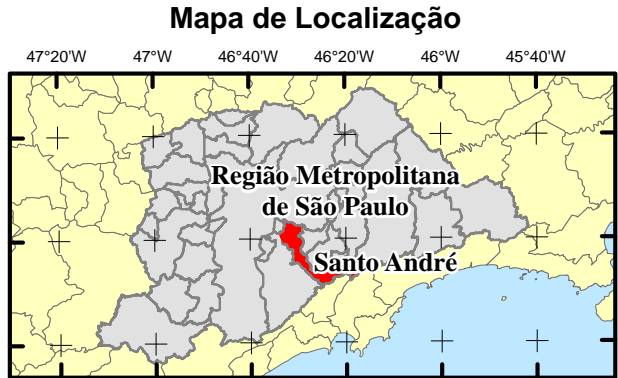 Mapa de Localização
47°20'W 47°W 46°40'W 46°20'W 46°W 45°40'W
Região Metropolitana
de São Paulo
Santo André